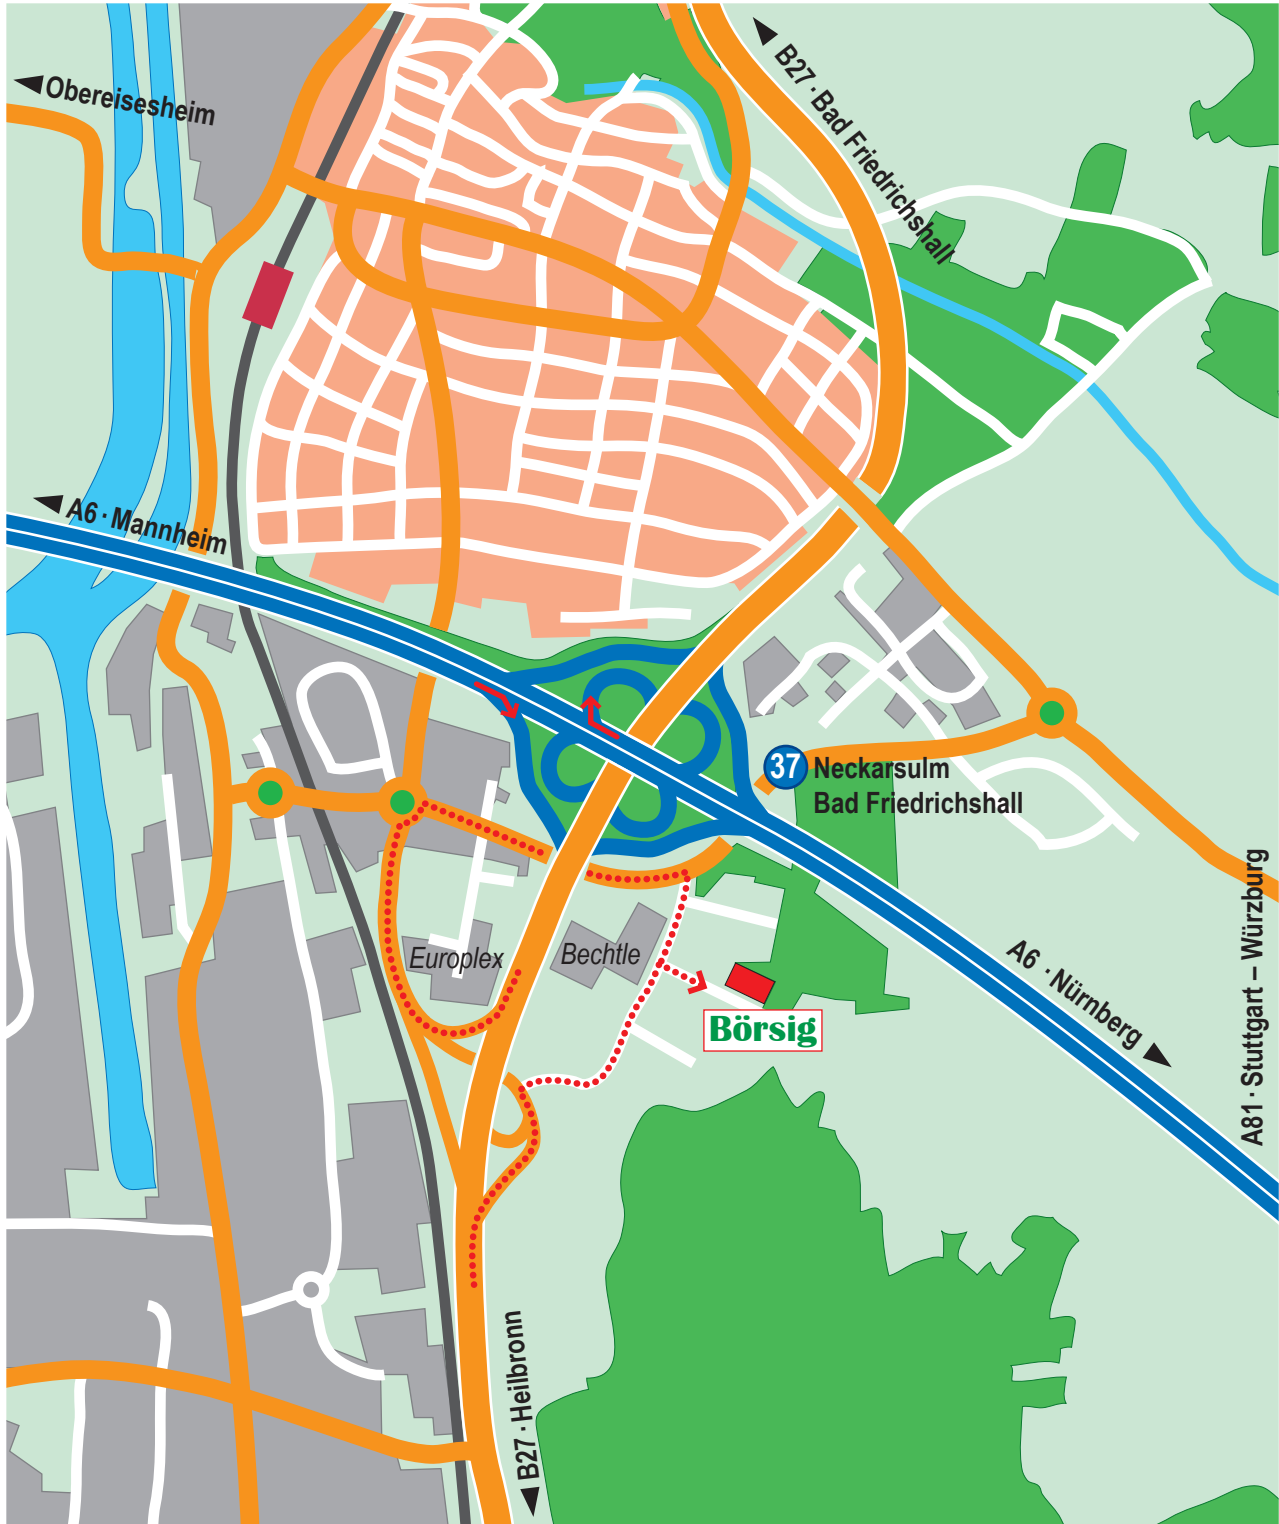 B27 · Bad Friedrichshall
Obereisesheim
A6 · Mannheim
37
Neckarsulm
Bad Friedrichshall
A81 · Stuttgart – Würzburg
Europlex
Bechtle
A6 · Nürnberg
Börsig
B27 · Heilbronn